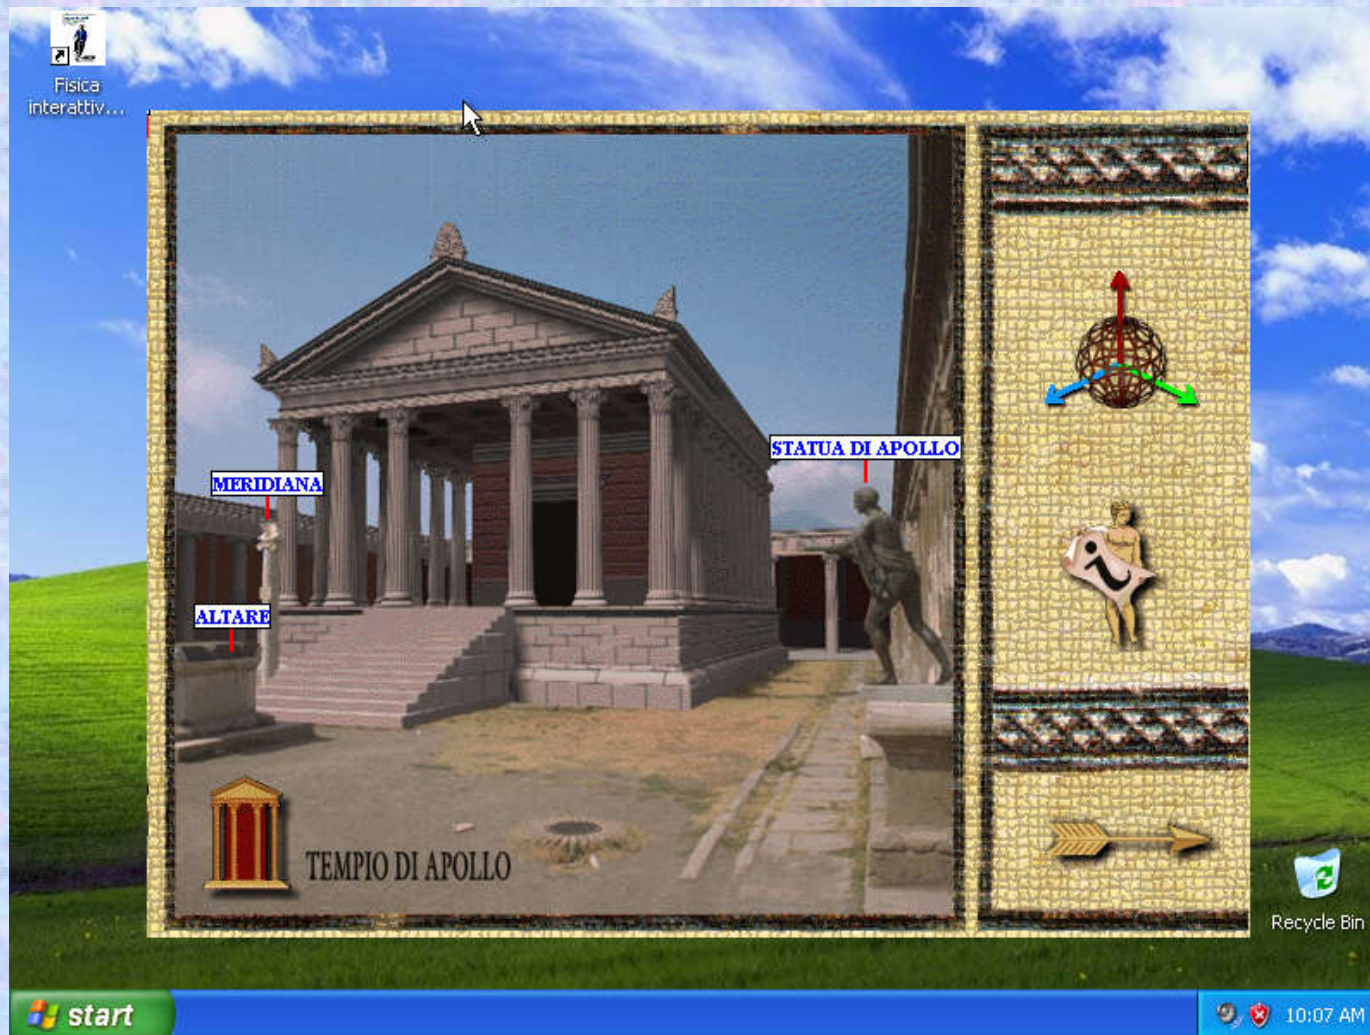 Fisica
interattiv...
STATUA DI APOLLO
MERIDIANA
ALTARE
TEMPIO DI APOLLO
Recycle Bin
start
10:07 AM